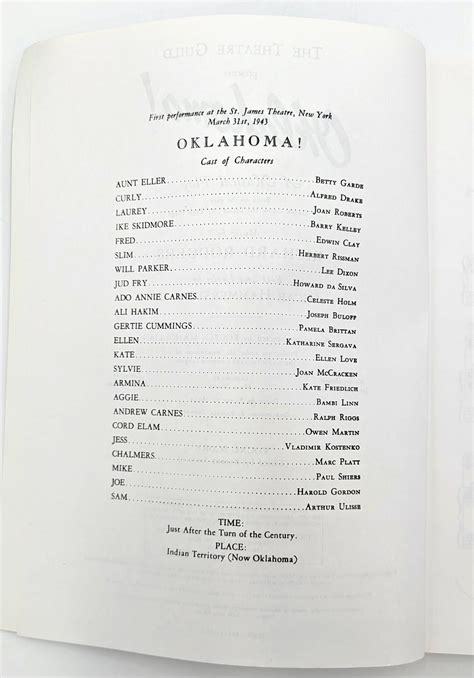 THE THEATRE GUILD
First performance at the St. James Theatre, New York
March 31st, 1943
OKLAHOMA!
Cast of Characters
AUNT ELLER..........BETTY GARDE
CURLY..........ALFRED DRAKE
LAUREY..........JOAN ROBERTS
IKE SKIDMORE..........BARRY KELLEY
FRED..........EDWIN CLAY
SLIM..........HERBERT RISSMAN
WILL PARKER..........LEE DIXON
JUD FRY..........HOWARD DA SILVA
ADO ANNIE CARNES..........CELESTE HOLM
ALI HAKIM..........JOSEPH BULOFF
GERTIE CUMMINGS..........PAMELA BRITTAN
ELLEN..........KATHARINE SERGAVA
KATE..........ELLEN LOVE
SYLVIE..........JOAN MCCRACKEN
ARMINA..........KATE FRIEDLICH
AGGIE..........BAMBI LINN
ANDREW CARNES..........RALPH RIGGS
CORD ELAM..........OWEN MARTIN
JESS..........VLADIMIR KOSTENKO
CHALMERS..........MARC PLATT
MIKE..........PAUL SHIERS
JOE..........HAROLD GORDON
SAM..........ARTHUR ULISSE
TIME:
Just After the Turn of the Century.
PLACE:
Indian Territory (Now Oklahoma)